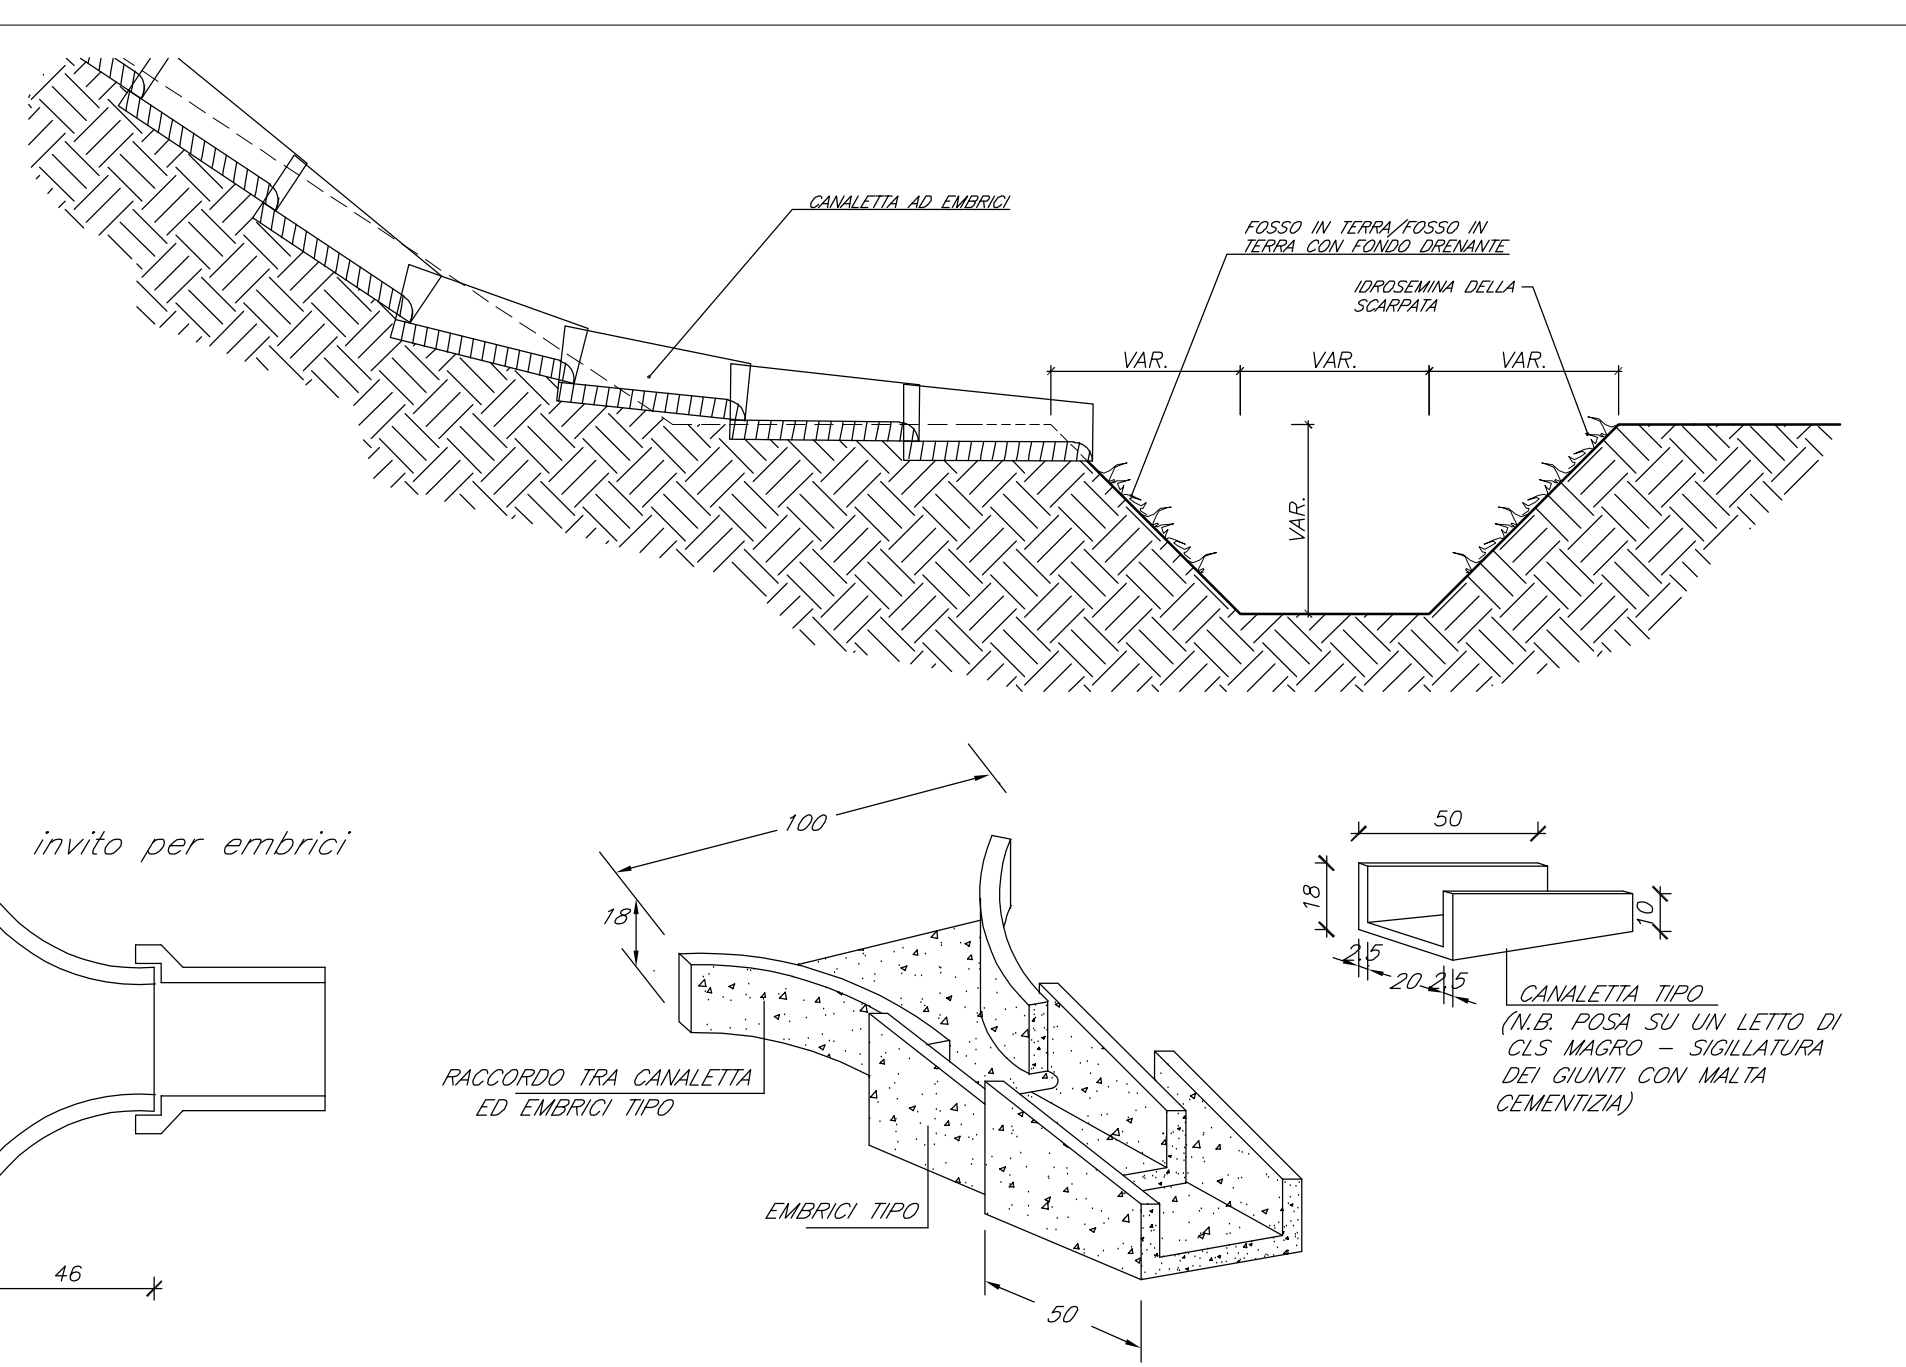 CANALETTA AD EMBRICI
FOSSO IN TERRA/FOSSO IN
TERRA CON FONDO DRENANTE
IDROSEMINA DELLA
SCARPATA
VAR.
VAR.
VAR.
VAR.
invito per embrici
46
100
18
RACCORDO TRA CANALETTA
ED EMBRICI TIPO
EMBRICI TIPO
50
50
18
10
2.5
20
2.5
CANALETTA TIPO
(N.B. POSA SU UN LETTO DI
CLS MAGRO – SIGILLATURA
DEI GIUNTI CON MALTA
CEMENTIZIA)